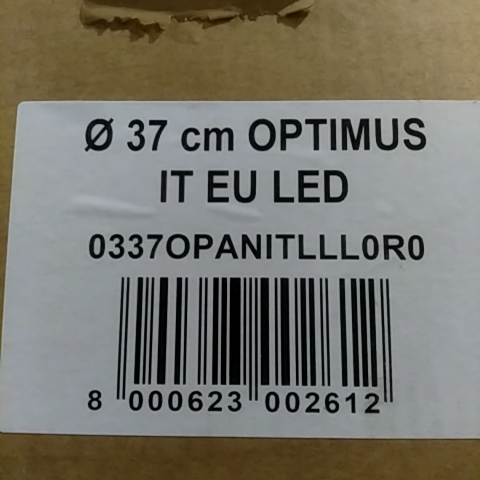 Ø 37 cm OPTIMUS
IT EU LED
0337OPANITLLL0R0
8 000623 002612